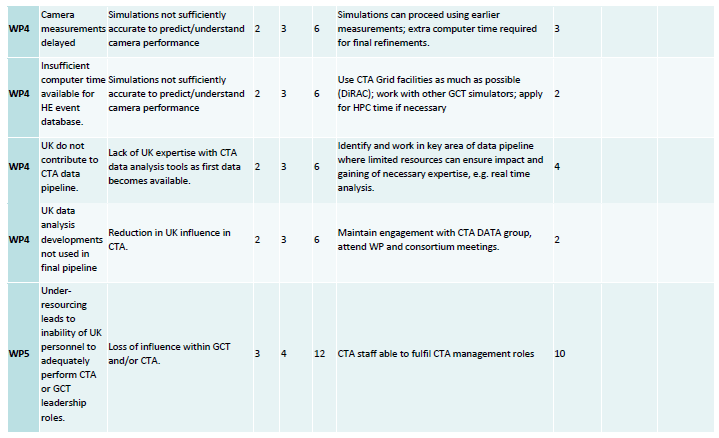 WP4
Camera
measurements
delayed
Simulations not sufficiently
accurate to predict/understand
camera performance
2
3
6
Simulations can proceed using earlier
measurements; extra computer time required
for final refinements.
3
WP4
Insufficient
computer time
available for
HE event
database.
Simulations not sufficiently
accurate to predict/understand
camera performance
2
3
6
Use CTA Grid facilities as much as possible
(DiRAC); work with other GCT simulators; apply
for HPC time if necessary
2
WP4
UK do not
contribute to
CTA data
pipeline.
Lack of UK expertise with CTA
data analysis tools as first data
becomes available.
2
3
6
Identify and work in key area of data pipeline
where limited resources can ensure impact and
gaining of necessary expertise, e.g. real time
analysis.
4
WP4
UK data
analysis
developments
not used in
final pipeline
Reduction in UK influence in
CTA.
2
3
6
Maintain engagement with CTA DATA group,
attend WP and consortium meetings.
2
WP5
Under-
resourcing
leads to
inability of UK
personnel to
adequately
perform CTA
or GCT
leadership
roles.
Loss of influence within GCT
and/or CTA.
3
4
12
CTA staff able to fulfil CTA management roles
10